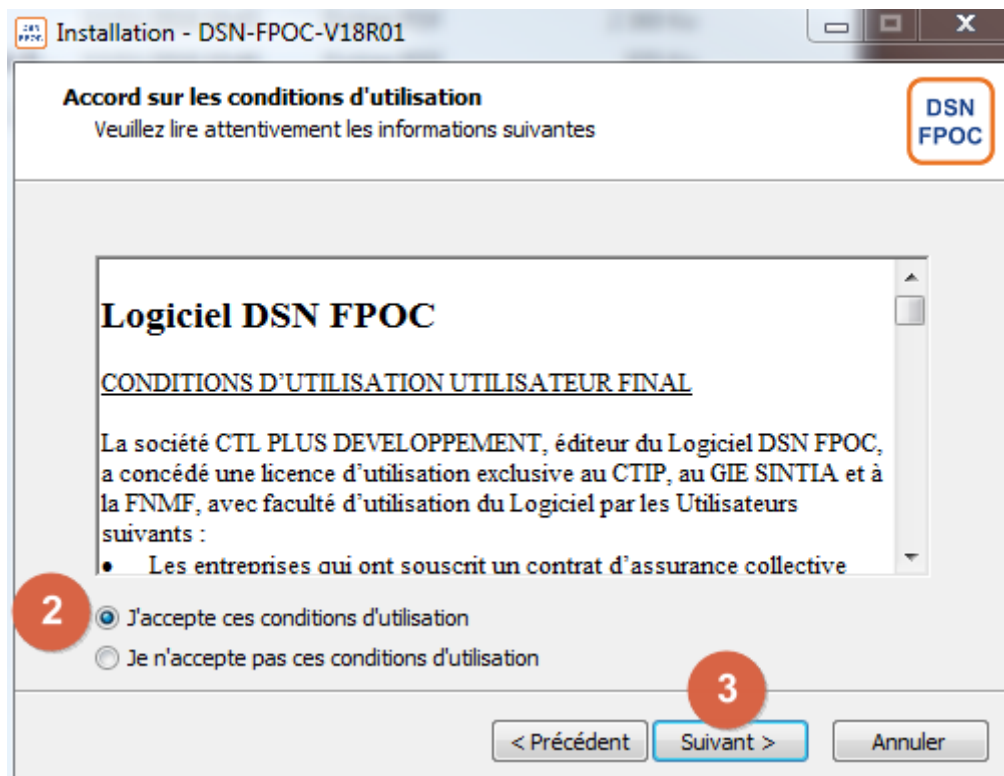 Installation - DSN-FPOC-V18R01
Accord sur les conditions d'utilisation
Veuillez lire attentivement les informations suivantes
DSN
FPOC
Logiciel DSN FPOC
CONDITIONS D'UTILISATION UTILISATEUR FINAL
La société CTL PLUS DEVELOPPEMENT, éditeur du Logiciel DSN FPOC,
a concédé une licence d'utilisation exclusive au CTIP, au GIE SINTIA et à
la FNMF, avec faculté d'utilisation du Logiciel par les Utilisateurs
suivants :
• Les entreprises qui ont souscrit un contrat d'assurance collective
2
J'accepte ces conditions d'utilisation
Je n'accepte pas ces conditions d'utilisation
3
< Précédent
Suivant >
Annuler